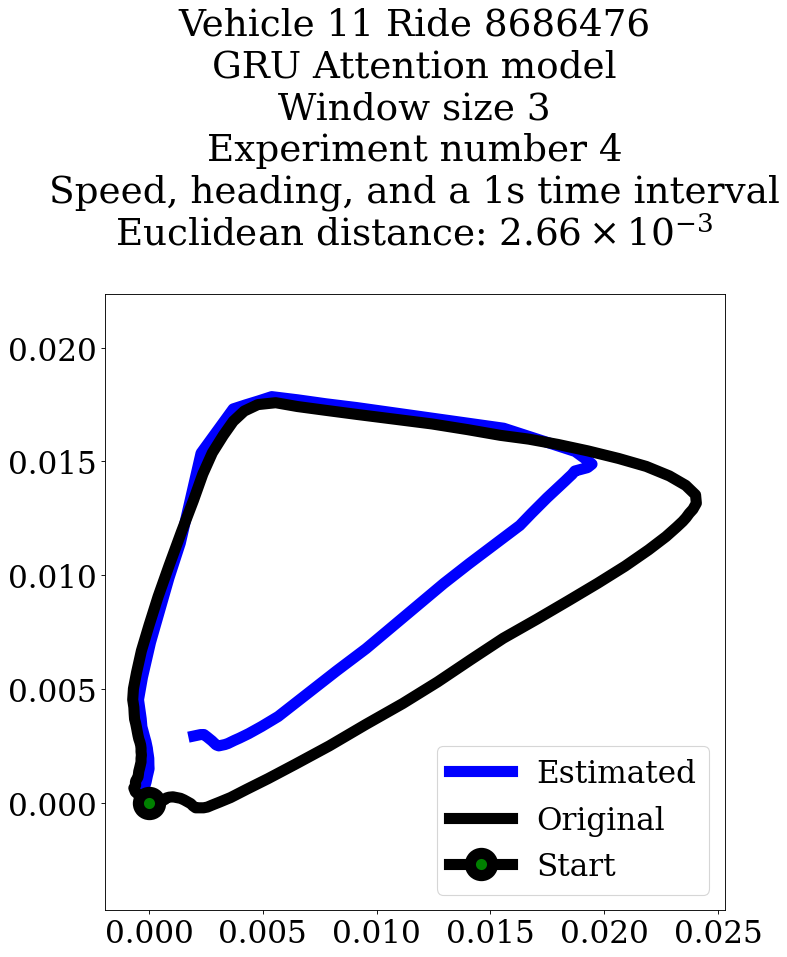 Vehicle 11 Ride 8686476
GRU Attention model
Window size 3
Experiment number 4
Speed, heading, and a 1s time interval
Euclidean distance: 2.66 × 10⁻³
0.020
0.015
0.010
0.005
0.000
Estimated
Original
Start
0.000 0.005 0.010 0.015 0.020 0.025